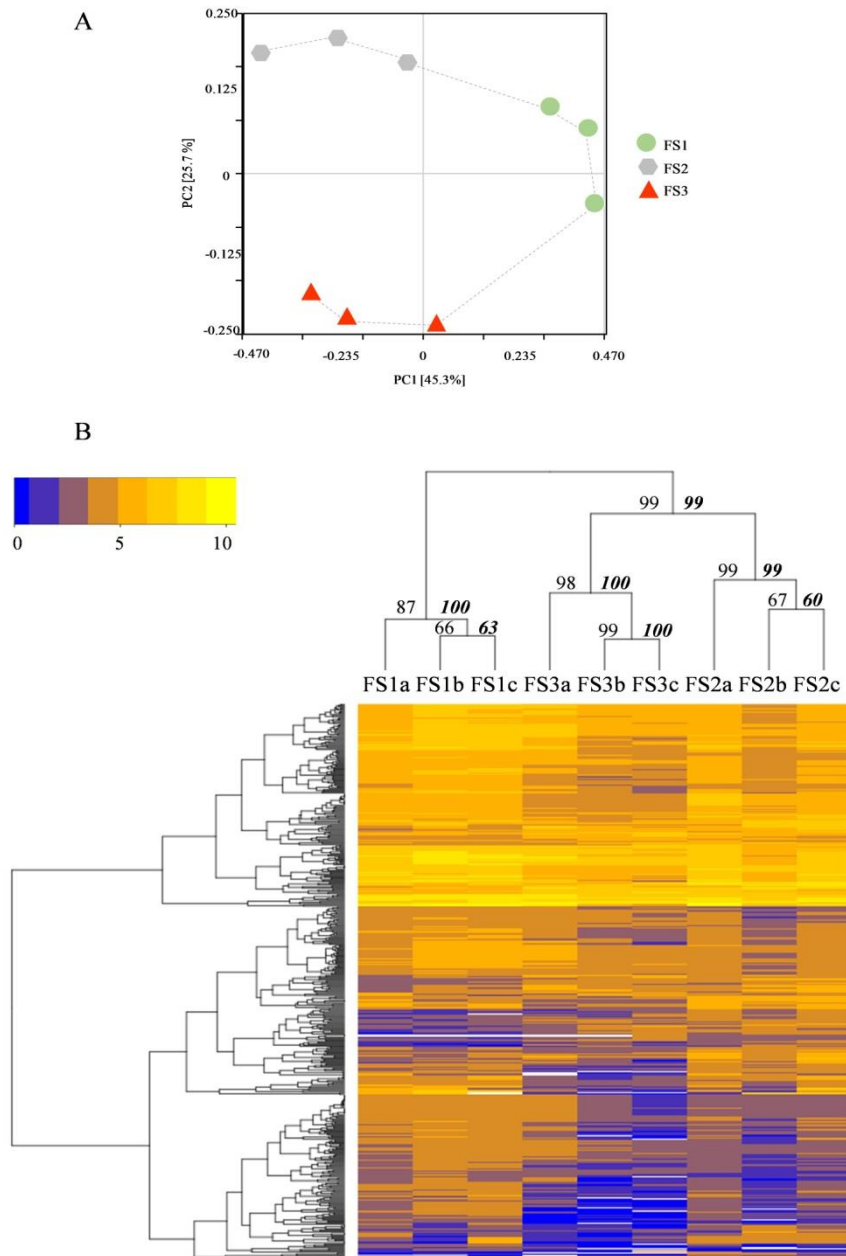 A
0.250
0.125
0
-0.125
-0.250
PC2 [25.7 %]
-0.470
-0.235
0
0.235
0.470
PC1 [45.3%]
FS1
FS2
FS3
B
0
5
10
99 99
98 100
99 99
87 100
66 63
99 100
67 60
FS1a FS1b FS1c FS3a FS3b FS3c FS2a FS2b FS2c